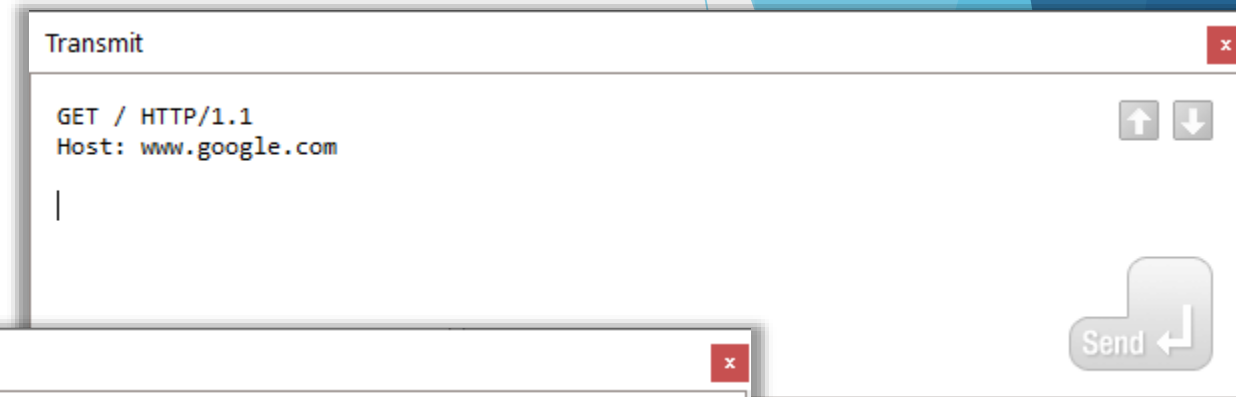 Transmit
x
GET / HTTP/1.1
Host: www.google.com
Send
x